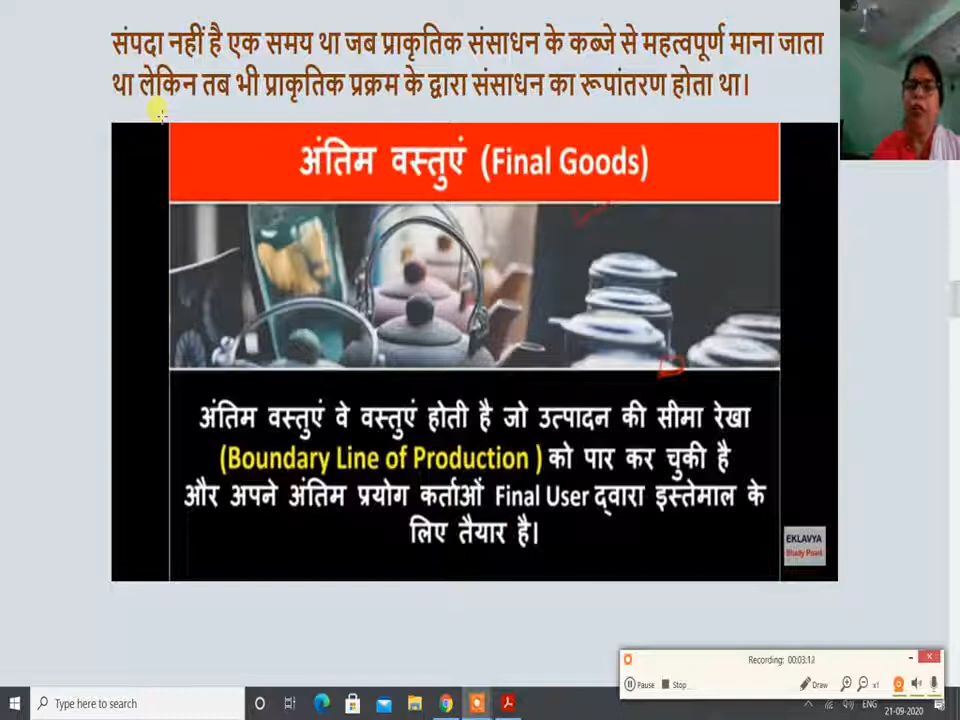 संपदा नहीं है एक समय था जब प्राकृतिक संसाधन के कब्जे से महत्वपूर्ण माना जाता
था लेकिन तब भी प्राकृतिक प्रक्रम के द्वारा संसाधन का रूपांतरण होता था।
अंतिम वस्तुएं (Final Goods)
अंतिम वस्तुएं वे वस्तुएं होती है जो उत्पादन की सीमा रेखा
(Boundary Line of Production ) को पार कर चुकी है
और अपने अंतिम प्रयोग कर्ताओं Final User द्वारा इस्तेमाल के
लिए तैयार है।
EKLAVYA
Study Point
Recording: 00:03:12
Pause Stop Draw x1
Type here to search
ENG
21-09-2020